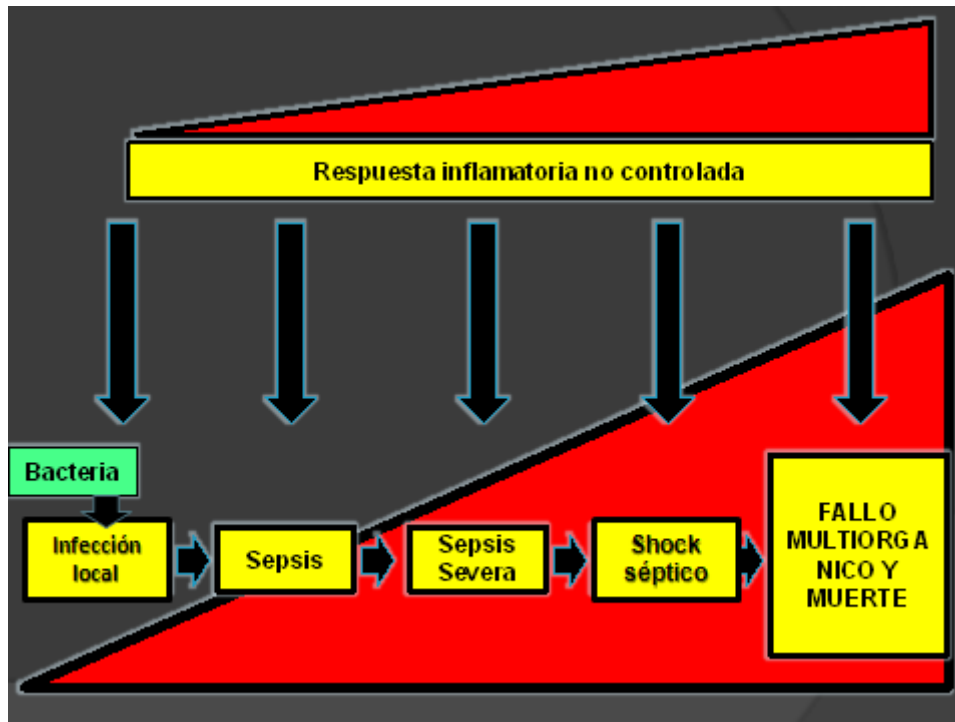 Respuesta inflamatoria no controlada
Bacteria
Infección
local
Sepsis
Sepsis
Severa
Shock
séptico
FALLO
MULTIORGA
NICO Y
MUERTE